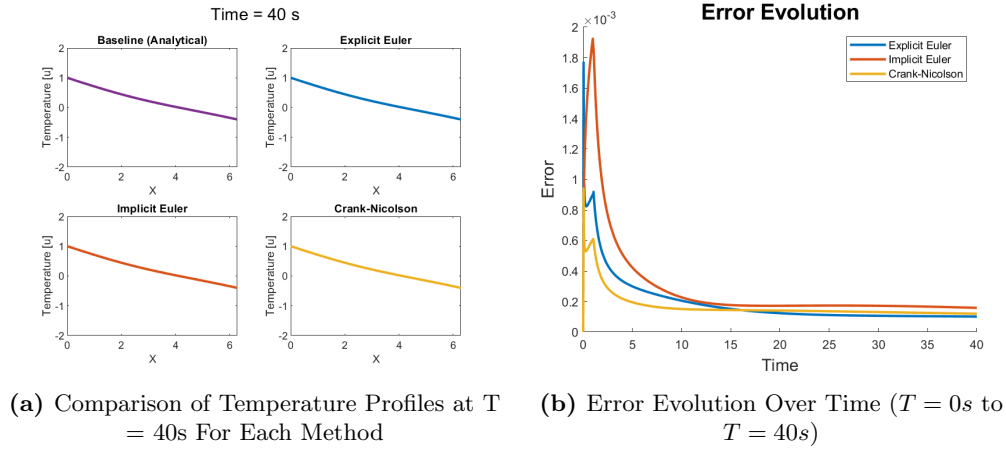 Time = 40 s
Baseline (Analytical)
Temperature [u]
2
1
0
-1
-2
0 2 4 6
X
Explicit Euler
Temperature [u]
2
1
0
-1
-2
0 2 4 6
X
Implicit Euler
Temperature [u]
2
1
0
-1
-2
0 2 4 6
X
Crank-Nicolson
Temperature [u]
2
1
0
-1
-2
0 2 4 6
X
(a) Comparison of Temperature Profiles at T
= 40s For Each Method
Error Evolution
×10⁻³
Error
2
1.8
1.6
1.4
1.2
1
0.8
0.6
0.4
0.2
0
0 5 10 15 20 25 30 35 40
Time
Explicit Euler
Implicit Euler
Crank-Nicolson
(b) Error Evolution Over Time (T = 0s to
T = 40s)